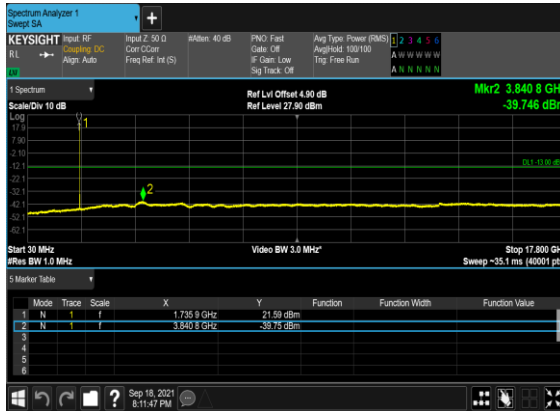 Spectrum Analyzer 1
Swept SA
KEYSIGHT Input: RF Input Z: 50 Ω #Atten: 40 dB PNO: Fast Avg Type: Power (RMS) 1 2 3 4 5 6
RL Coupling: DC Corr CCorr Gate: Off Avg|Hold: 100/100 A W W W W W
Align: Auto Freq Ref: Int (S) IF Gain: Low Trig: Free Run
LXI Sig Track: Off A N N N N N
1 Spectrum Ref Lvl Offset 4.90 dB Mkr2 3.840 8 GH
Scale/Div 10 dB Ref Level 27.90 dBm -39.746 dB
Log
17.9
7.90
-2.10
-12.1 DL1 -13.00 dB
-22.1
-32.1
-42.1
-52.1
-62.1
1
2
Start 30 MHz Video BW 3.0 MHz* Stop 17.800 GH
#Res BW 1.0 MHz Sweep ~35.1 ms (40001 pt
5 Marker Table
Mode Trace Scale X Y Function Function Width Function Value
1 N 1 f 1.735 9 GHz 21.59 dBm
2 N 1 f 3.840 8 GHz -39.75 dBm
3
4
5
6
? Sep 18, 2021
8:11:47 PM